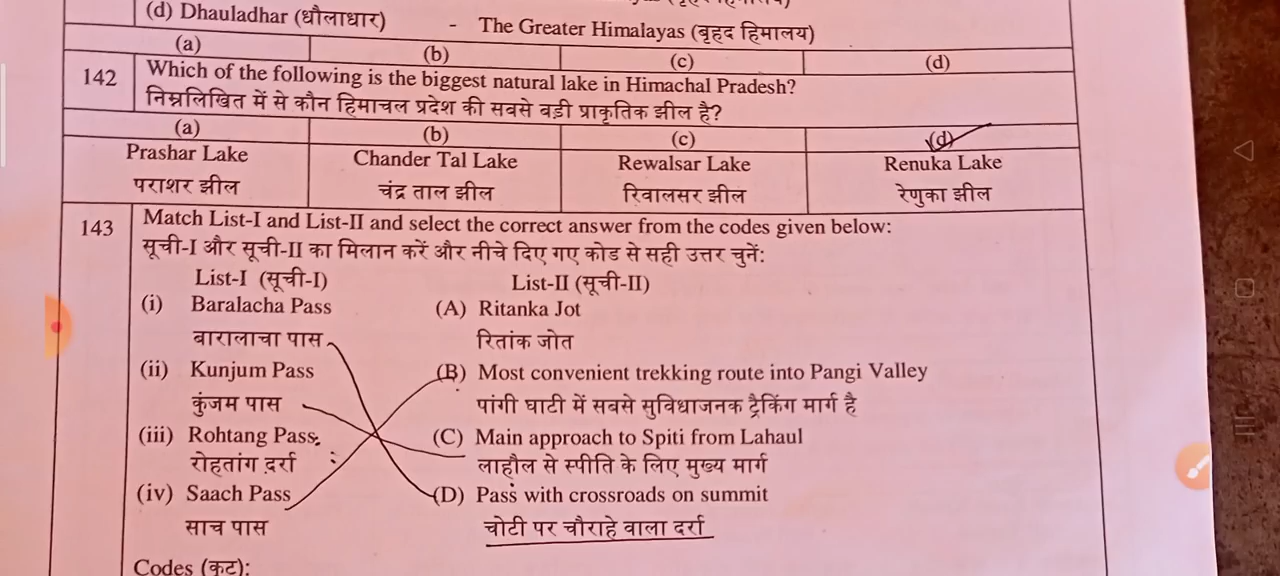 (d) Dhauladhar (धौलाधार) - The Greater Himalayas (बृहद हिमालय)
(a) (b) (c) (d)
142 Which of the following is the biggest natural lake in Himachal Pradesh?
निम्नलिखित में से कौन हिमाचल प्रदेश की सबसे बड़ी प्राकृतिक झील है?
(a) (b) (c) (d)
Prashar Lake Chander Tal Lake Rewalsar Lake Renuka Lake
पराशर झील चंद्र ताल झील रिवालसर झील रेणुका झील
143 Match List-I and List-II and select the correct answer from the codes given below:
सूची-I और सूची-II का मिलान करें और नीचे दिए गए कोड से सही उत्तर चुनें:
List-I (सूची-I) List-II (सूची-II)
(i) Baralacha Pass (A) Ritanka Jot
बारालाचा पास रितांक जोत
(ii) Kunjum Pass (B) Most convenient trekking route into Pangi Valley
कुंजम पास पांगी घाटी में सबसे सुविधाजनक ट्रैकिंग मार्ग है
(iii) Rohtang Pass (C) Main approach to Spiti from Lahaul
रोहतांग दर्रा लाहौल से स्पीति के लिए मुख्य मार्ग
(iv) Saach Pass (D) Pass with crossroads on summit
साच पास चोटी पर चौराहे वाला दर्रा
Codes (कूट):